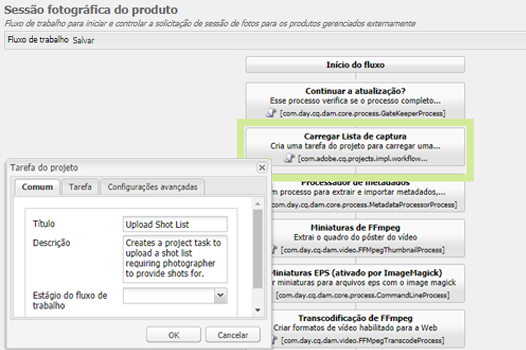 Sessão fotográfica do produto
Fluxo de trabalho para iniciar e controlar a solicitação de sessão de fotos para os produtos gerenciados externamente
Fluxo de trabalho Salvar
Início do fluxo
Continuar a atualização?
Esse processo verifica se o processo completo...
[com.day.cq.dam.core.process.GateKeeperProcess]
Carregar Lista de captura
Cria uma tarefa do projeto para carregar uma...
[com.adobe.cq.projects.impl.workflow...
Processador de metadados
processo para extrair e importar metadados,...
[com.day.cq.dam.core.process.MetadataProcessorProcess]
Miniaturas de FFmpeg
Extrai o quadro do pôster do vídeo
[com.day.cq.dam.video.FFMpegThumbnailProcess]
Miniaturas EPS (ativado por ImageMagick)
miniaturas para arquivos eps com o image magick
[com.day.cq.dam.core.process.CommandLineProcess]
Transcodificação de FFmpeg
Criar formatos de vídeo habilitado para a Web
[com.day.cq.dam.video.FFMpegTranscodeProcess]
Tarefa do projeto
Comum Tarefa Configurações avançadas
Título Upload Shot List
Descrição Creates a project task to
upload a shot list
requiring photographer
to provide shots for.
Estágio do fluxo de
trabalho
OK Cancelar